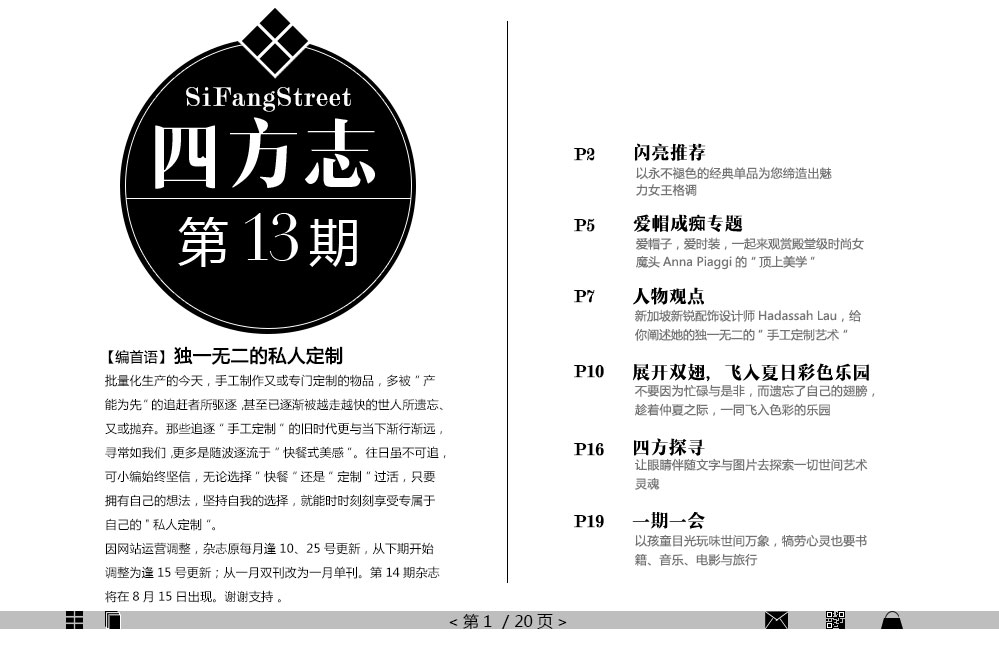 SiFangStreet
四方志
第 13 期
【编首语】独一无二的私人定制
批量化生产的今天，手工制作又或专门定制的物品，多被＂产
能为先＂的追赶者所驱逐，甚至已逐渐被越走越快的世人所遗忘、
又或抛弃。那些追逐＂手工定制＂的旧时代更与当下渐行渐远，
寻常如我们，更多是随波逐流于＂快餐式美感＂。往日虽不可追，
可小编始终坚信，无论选择＂快餐＂还是＂定制＂过活，只要
拥有自己的想法，坚持自我的选择，就能时时刻刻享受专属于
自己的＂私人定制＂。
因网站运营调整，杂志原每月逢 10、25 号更新，从下期开始
调整为逢 15 号更新；从一月双刊改为一月单刊。第 14 期杂志
将在 8 月 15 日出现。谢谢支持 。
P2 闪亮推荐
以永不褪色的经典单品为您缔造出魅
力女王格调
P5 爱帽成痴专题
爱帽子，爱时装，一起来观赏殿堂级时尚女
魔头 Anna Piaggi 的＂顶上美学＂
P7 人物观点
新加坡新锐配饰设计师 Hadassah Lau，给
你阐述她的独一无二的＂手工定制艺术＂
P10 展开双翅，飞入夏日彩色乐园
不要因为忙碌与是非，而遗忘了自己的翅膀，
趁着仲夏之际，一同飞入色彩的乐园
P16 四方探寻
让眼睛伴随文字与图片去探索一切世间艺术
灵魂
P19 一期一会
以孩童目光玩味世间万象，犒劳心灵也要书
籍、音乐、电影与旅行
< 第 1 / 20 页 >